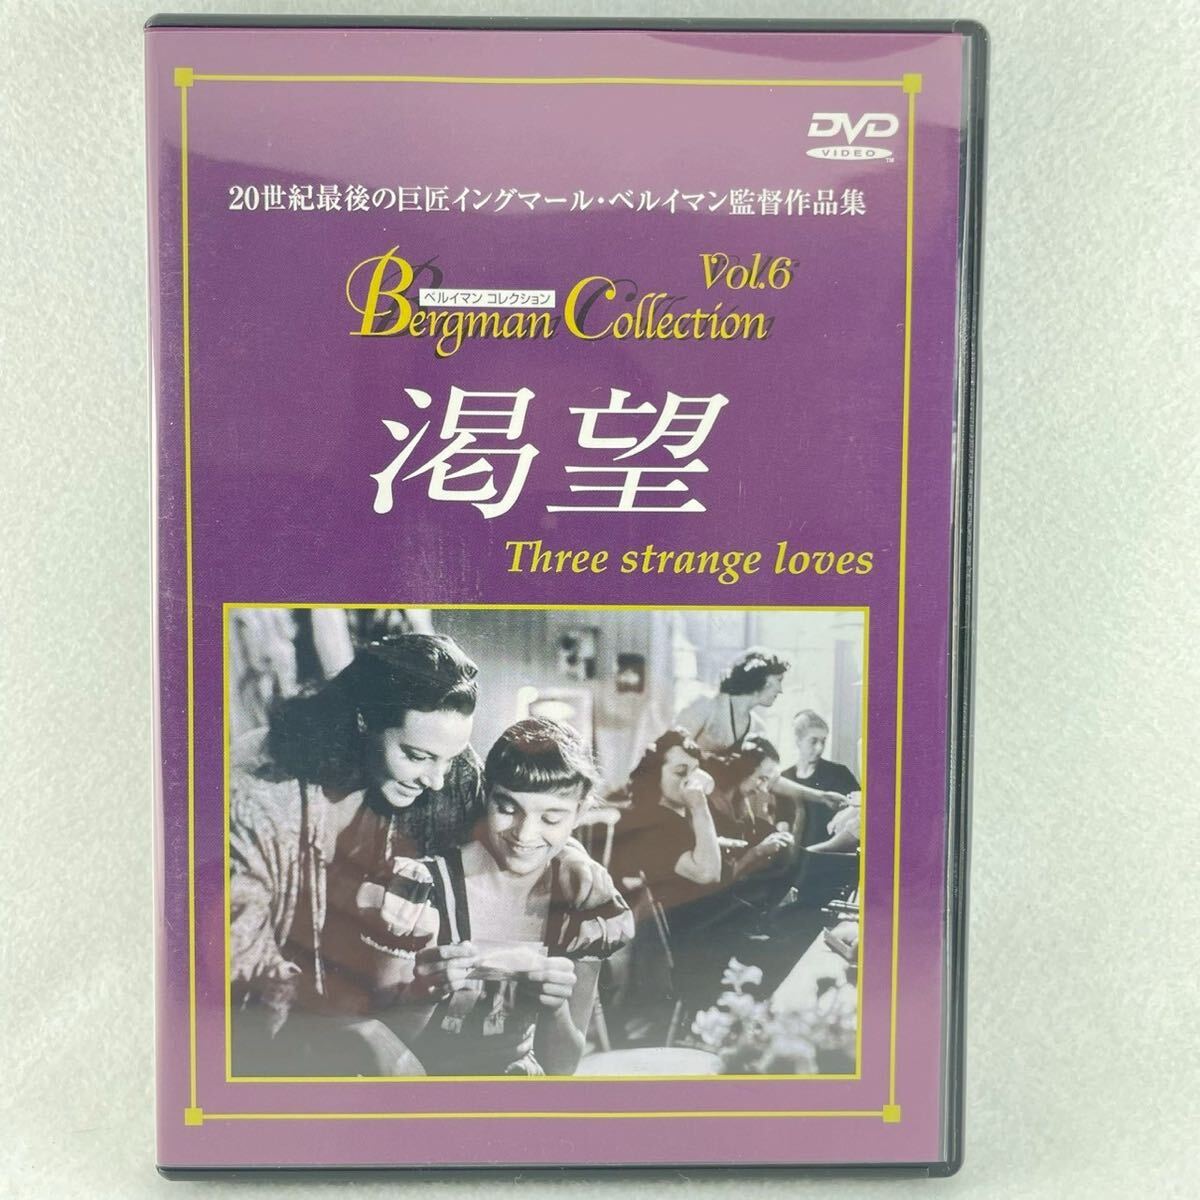 DVD
VIDEO
TM
20世紀最後の巨匠イングマール・ベルイマン監督作品集
Vol.6
ベルイマン コレクション
Bergman Collection
渇望
Three strange loves